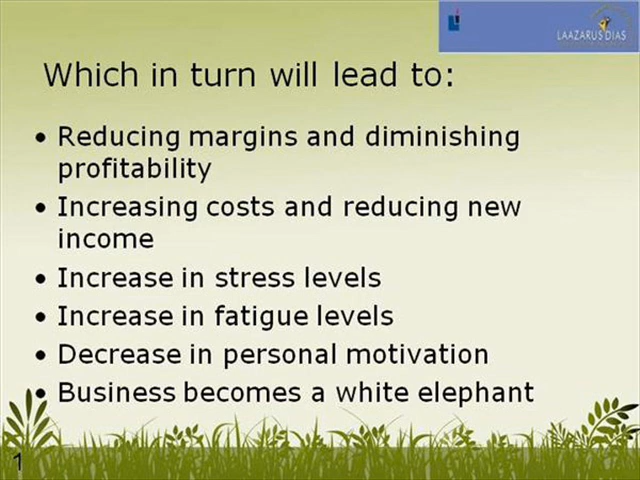 LAAZARUS DIAS
Which in turn will lead to:
• Reducing margins and diminishing
profitability
• Increasing costs and reducing new
income
• Increase in stress levels
• Increase in fatigue levels
• Decrease in personal motivation
• Business becomes a white elephant
1